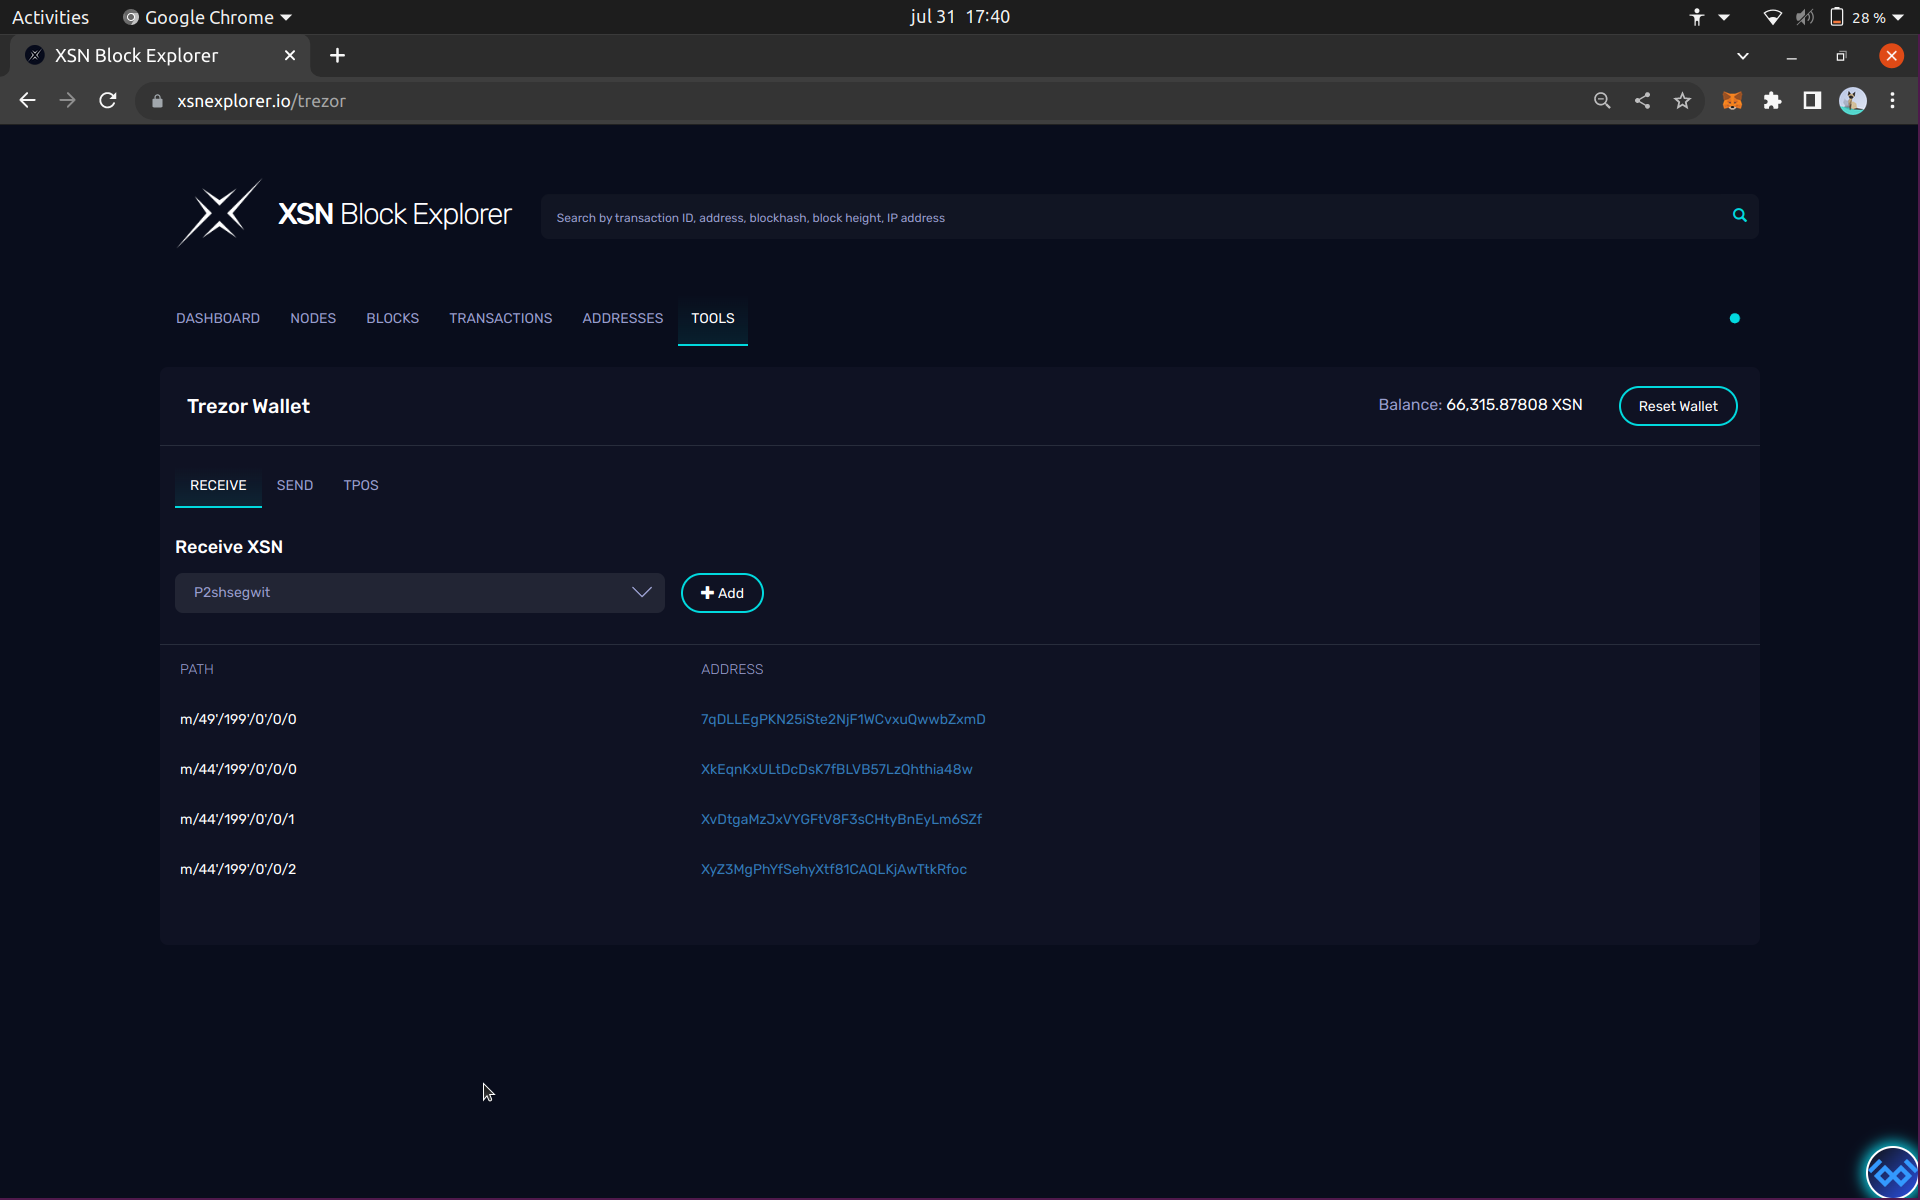 Activities Google Chrome jul 31 17:40 28 %
XSN Block Explorer
xsnexplorer.io/trezor
XSN Block Explorer
Search by transaction ID, address, blockhash, block height, IP address
DASHBOARD NODES BLOCKS TRANSACTIONS ADDRESSES TOOLS
Trezor Wallet Balance: 66,315.87808 XSN Reset Wallet
RECEIVE SEND TPOS
Receive XSN
P2shsegwit Add
PATH ADDRESS
m/49'/199'/0'/0/0 7qDLLEgPKN25iSte2NjF1WCvxuQwwbZxmD
m/44'/199'/0'/0/0 XkEqnKxULtDcDsK7fBLVB57LzQhthia48w
m/44'/199'/0'/0/1 XvDtgaMzJxVYGFtV8F3sCHtyBnEyLm6SZf
m/44'/199'/0'/0/2 XyZ3MgPhYfSehyXtf81CAQLKjAwTtkRfoc